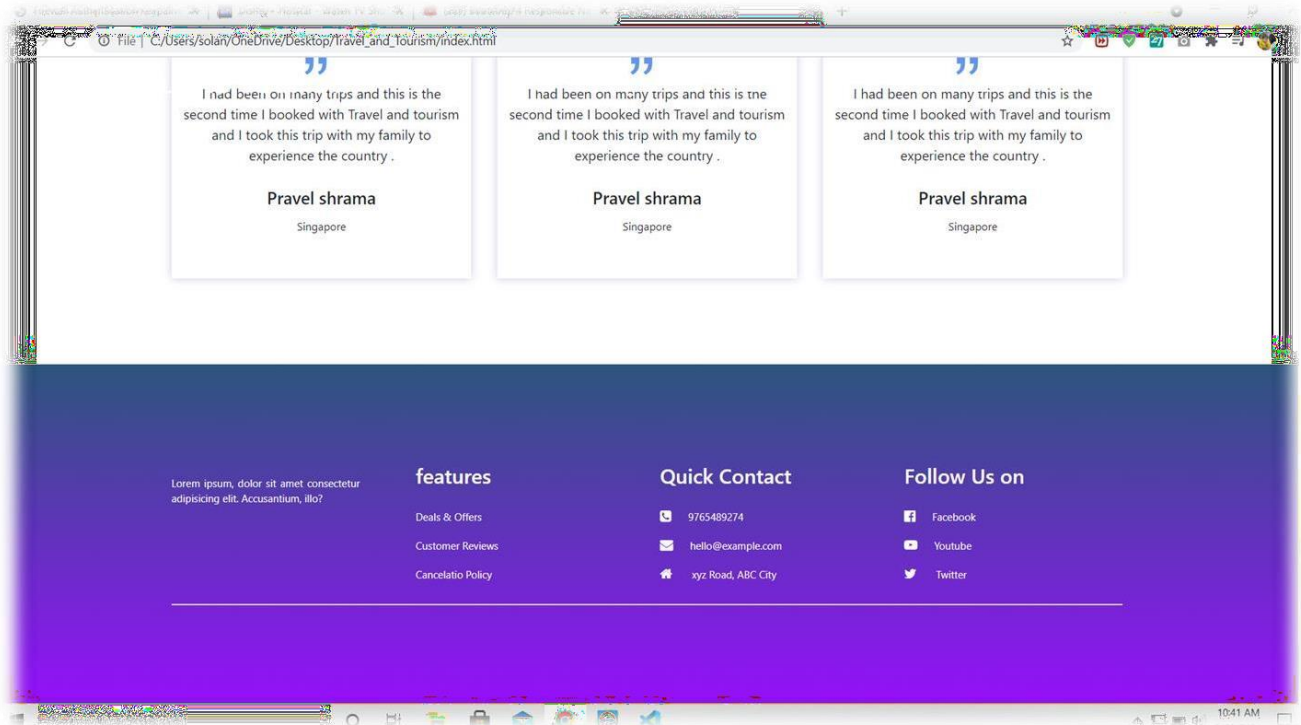 File | C:/Users/solan/OneDrive/Desktop/Travel_and_Tourism/index.html
I had been on many trips and this is the
second time I booked with Travel and tourism
and I took this trip with my family to
experience the country .
Pravel shrama
Singapore
I had been on many trips and this is the
second time I booked with Travel and tourism
and I took this trip with my family to
experience the country .
Pravel shrama
Singapore
I had been on many trips and this is the
second time I booked with Travel and tourism
and I took this trip with my family to
experience the country .
Pravel shrama
Singapore
Lorem ipsum, dolor sit amet consectetur
adipisicing elit. Accusantium, illo?
features
Deals & Offers
Customer Reviews
Cancelatio Policy
Quick Contact
9765489274
hello@example.com
xyz Road, ABC City
Follow Us on
Facebook
Youtube
Twitter
10:41 AM